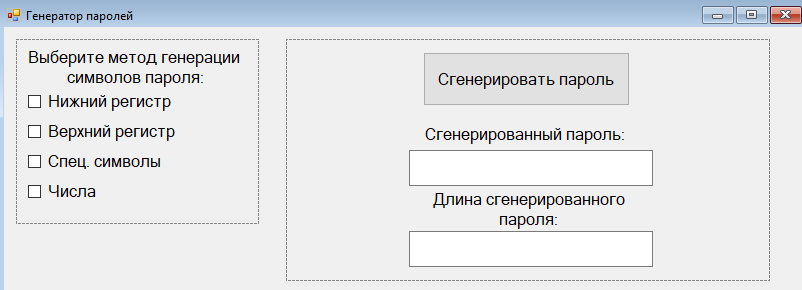 Генератор паролей
Выберите метод генерации
символов пароля:
Нижний регистр
Верхний регистр
Спец. символы
Числа
Сгенерировать пароль
Сгенерированный пароль:
Длина сгенерированного
пароля: